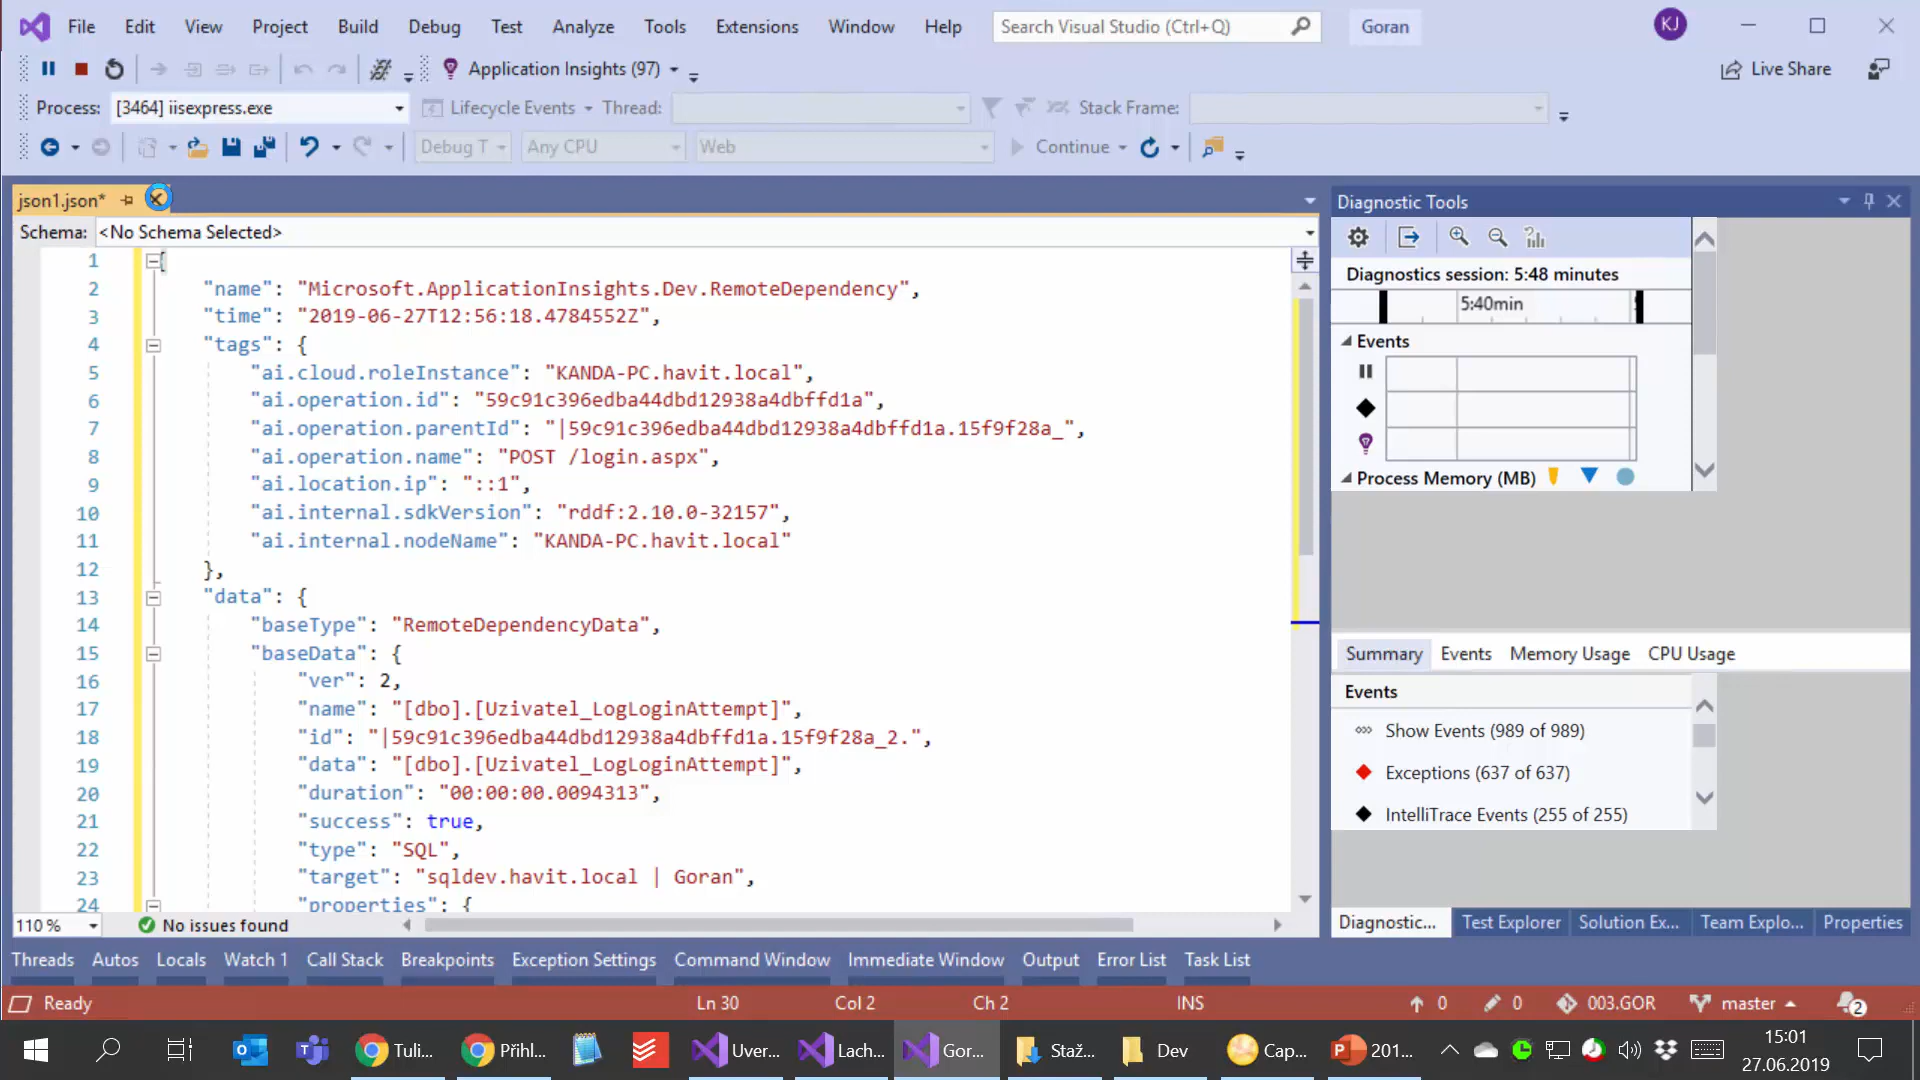 File Edit View Project Build Debug Test Analyze Tools Extensions Window Help Search Visual Studio (Ctrl+Q) Goran KJ
Application Insights (97) Live Share
Process: [3464] iisexpress.exe Lifecycle Events Thread: Stack Frame:
Debug T Any CPU Web Continue
json1.json*
Schema: <No Schema Selected>
1 {
2 "name": "Microsoft.ApplicationInsights.Dev.RemoteDependency",
3 "time": "2019-06-27T12:56:18.4784552Z",
4 "tags": {
5 "ai.cloud.roleInstance": "KANDA-PC.havit.local",
6 "ai.operation.id": "59c91c396edba44dbd12938a4dbffd1a",
7 "ai.operation.parentId": "|59c91c396edba44dbd12938a4dbffd1a.15f9f28a_",
8 "ai.operation.name": "POST /login.aspx",
9 "ai.location.ip": "::1",
10 "ai.internal.sdkVersion": "rddf:2.10.0-32157",
11 "ai.internal.nodeName": "KANDA-PC.havit.local"
12 },
13 "data": {
14 "baseType": "RemoteDependencyData",
15 "baseData": {
16 "ver": 2,
17 "name": "[dbo].[Uzivatel_LogLoginAttempt]",
18 "id": "|59c91c396edba44dbd12938a4dbffd1a.15f9f28a_2.",
19 "data": "[dbo].[Uzivatel_LogLoginAttempt]",
20 "duration": "00:00:00.0094313",
21 "success": true,
22 "type": "SQL",
23 "target": "sqldev.havit.local | Goran",
24 "properties": {
110 % No issues found
Diagnostic Tools
Diagnostics session: 5:48 minutes
5:40min
Events
Process Memory (MB)
Summary Events Memory Usage CPU Usage
Events
Show Events (989 of 989)
Exceptions (637 of 637)
IntelliTrace Events (255 of 255)
Diagnostic... Test Explorer Solution Ex... Team Explo... Properties
Threads Autos Locals Watch 1 Call Stack Breakpoints Exception Settings Command Window Immediate Window Output Error List Task List
Ready Ln 30 Col 2 Ch 2 INS 0 0 003.GOR master 2
Tuli... Přihl... Uver... Lach... Gor... Staž... Dev Cap... 201... 15:01
27.06.2019